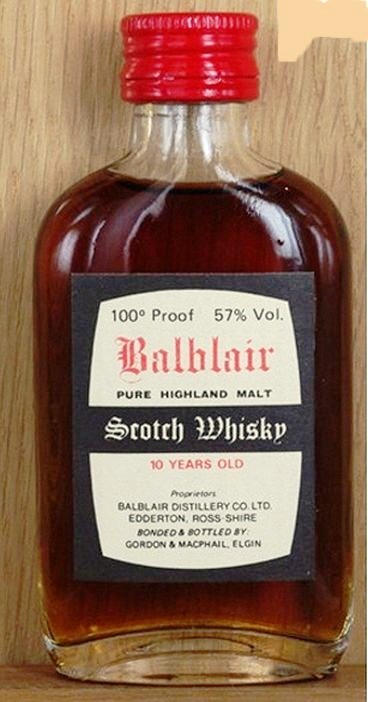 100º Proof 57% Vol.
Balblair
PURE HIGHLAND MALT
Scotch Whisky
10 YEARS OLD
Proprietors
BALBLAIR DISTILLERY CO. LTD.
EDDERTON, ROSS-SHIRE
BONDED & BOTTLED BY:
GORDON & MACPHAIL, ELGIN